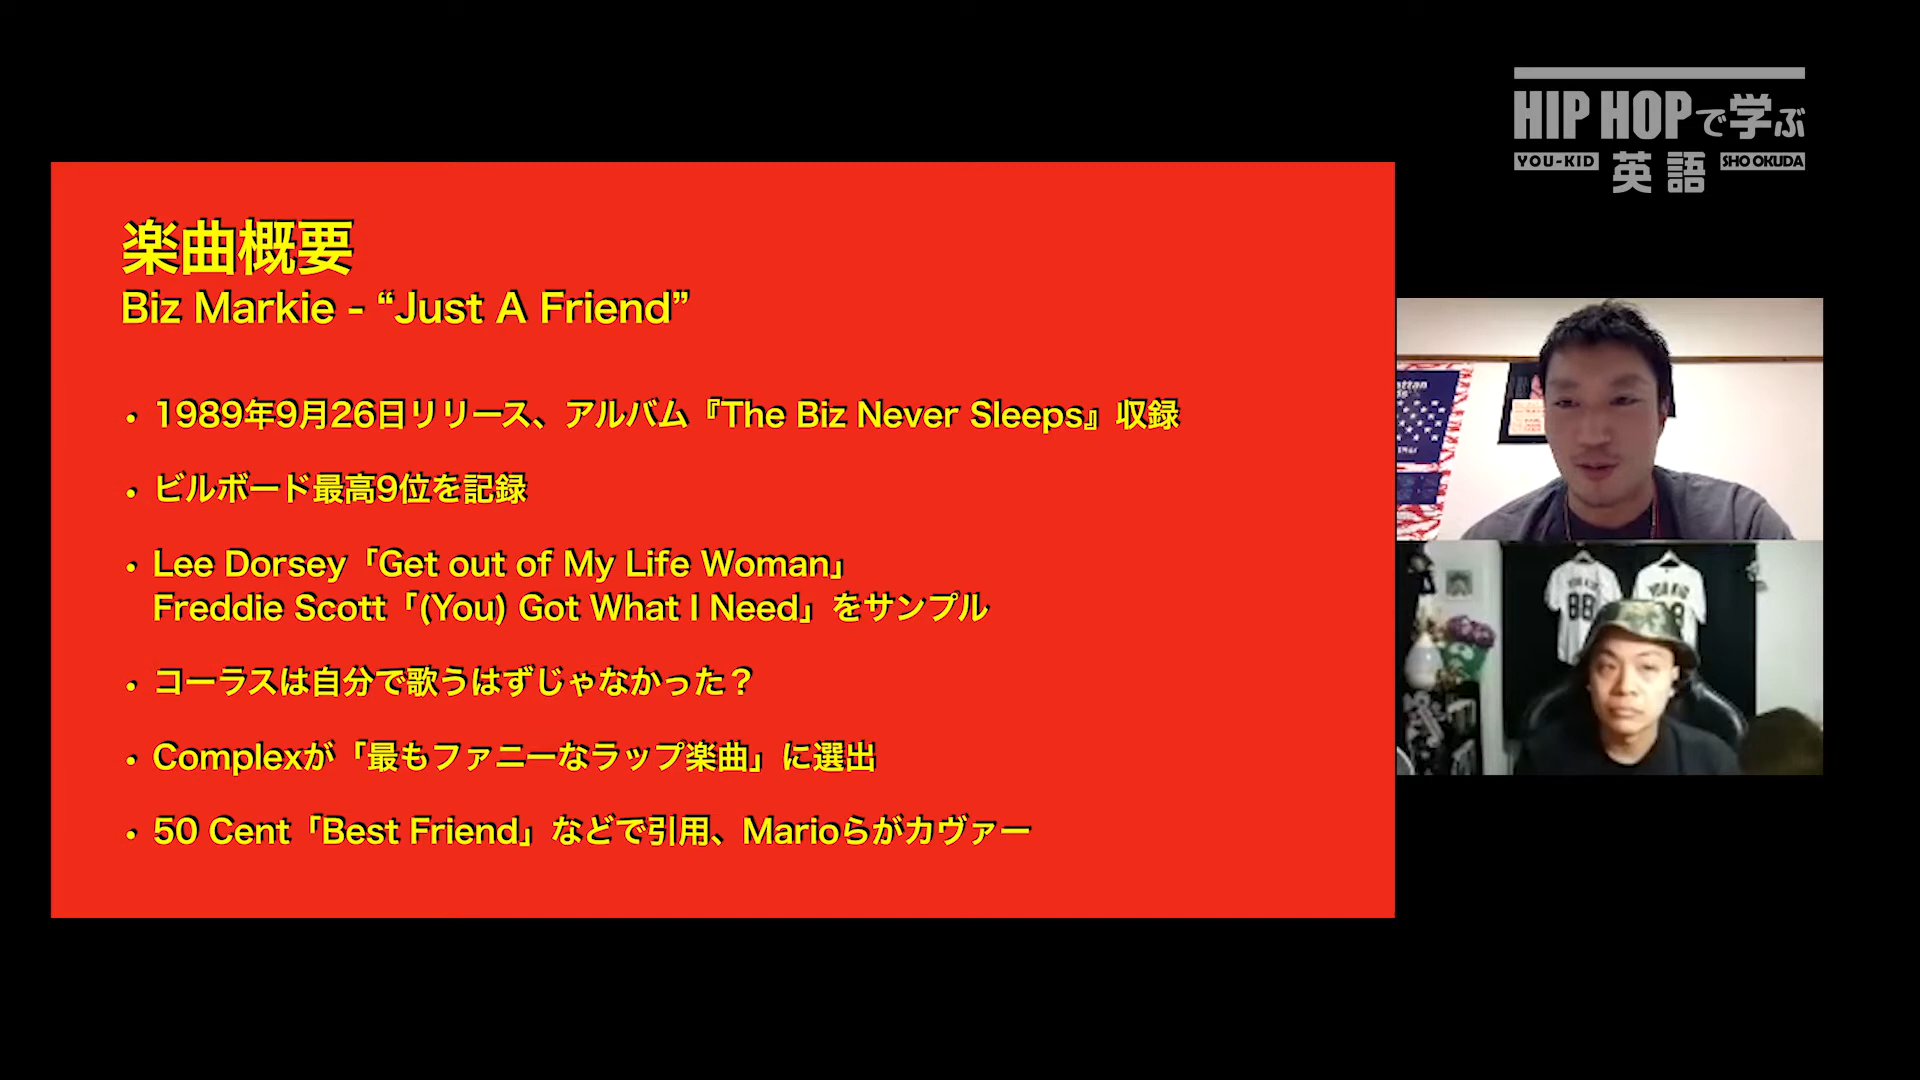 HIP HOPで学ぶ
YOU-KID 英語 SHO OKUDA
楽曲概要
Biz Markie - “Just A Friend”
• 1989年9月26日リリース、アルバム『The Biz Never Sleeps』収録
• ビルボード最高9位を記録
• Lee Dorsey「Get out of My Life Woman」
Freddie Scott「(You) Got What I Need」をサンプル
• コーラスは自分で歌うはずじゃなかった？
• Complexが「最もファニーなラップ楽曲」に選出
• 50 Cent「Best Friend」などで引用、Marioらがカヴァー
88